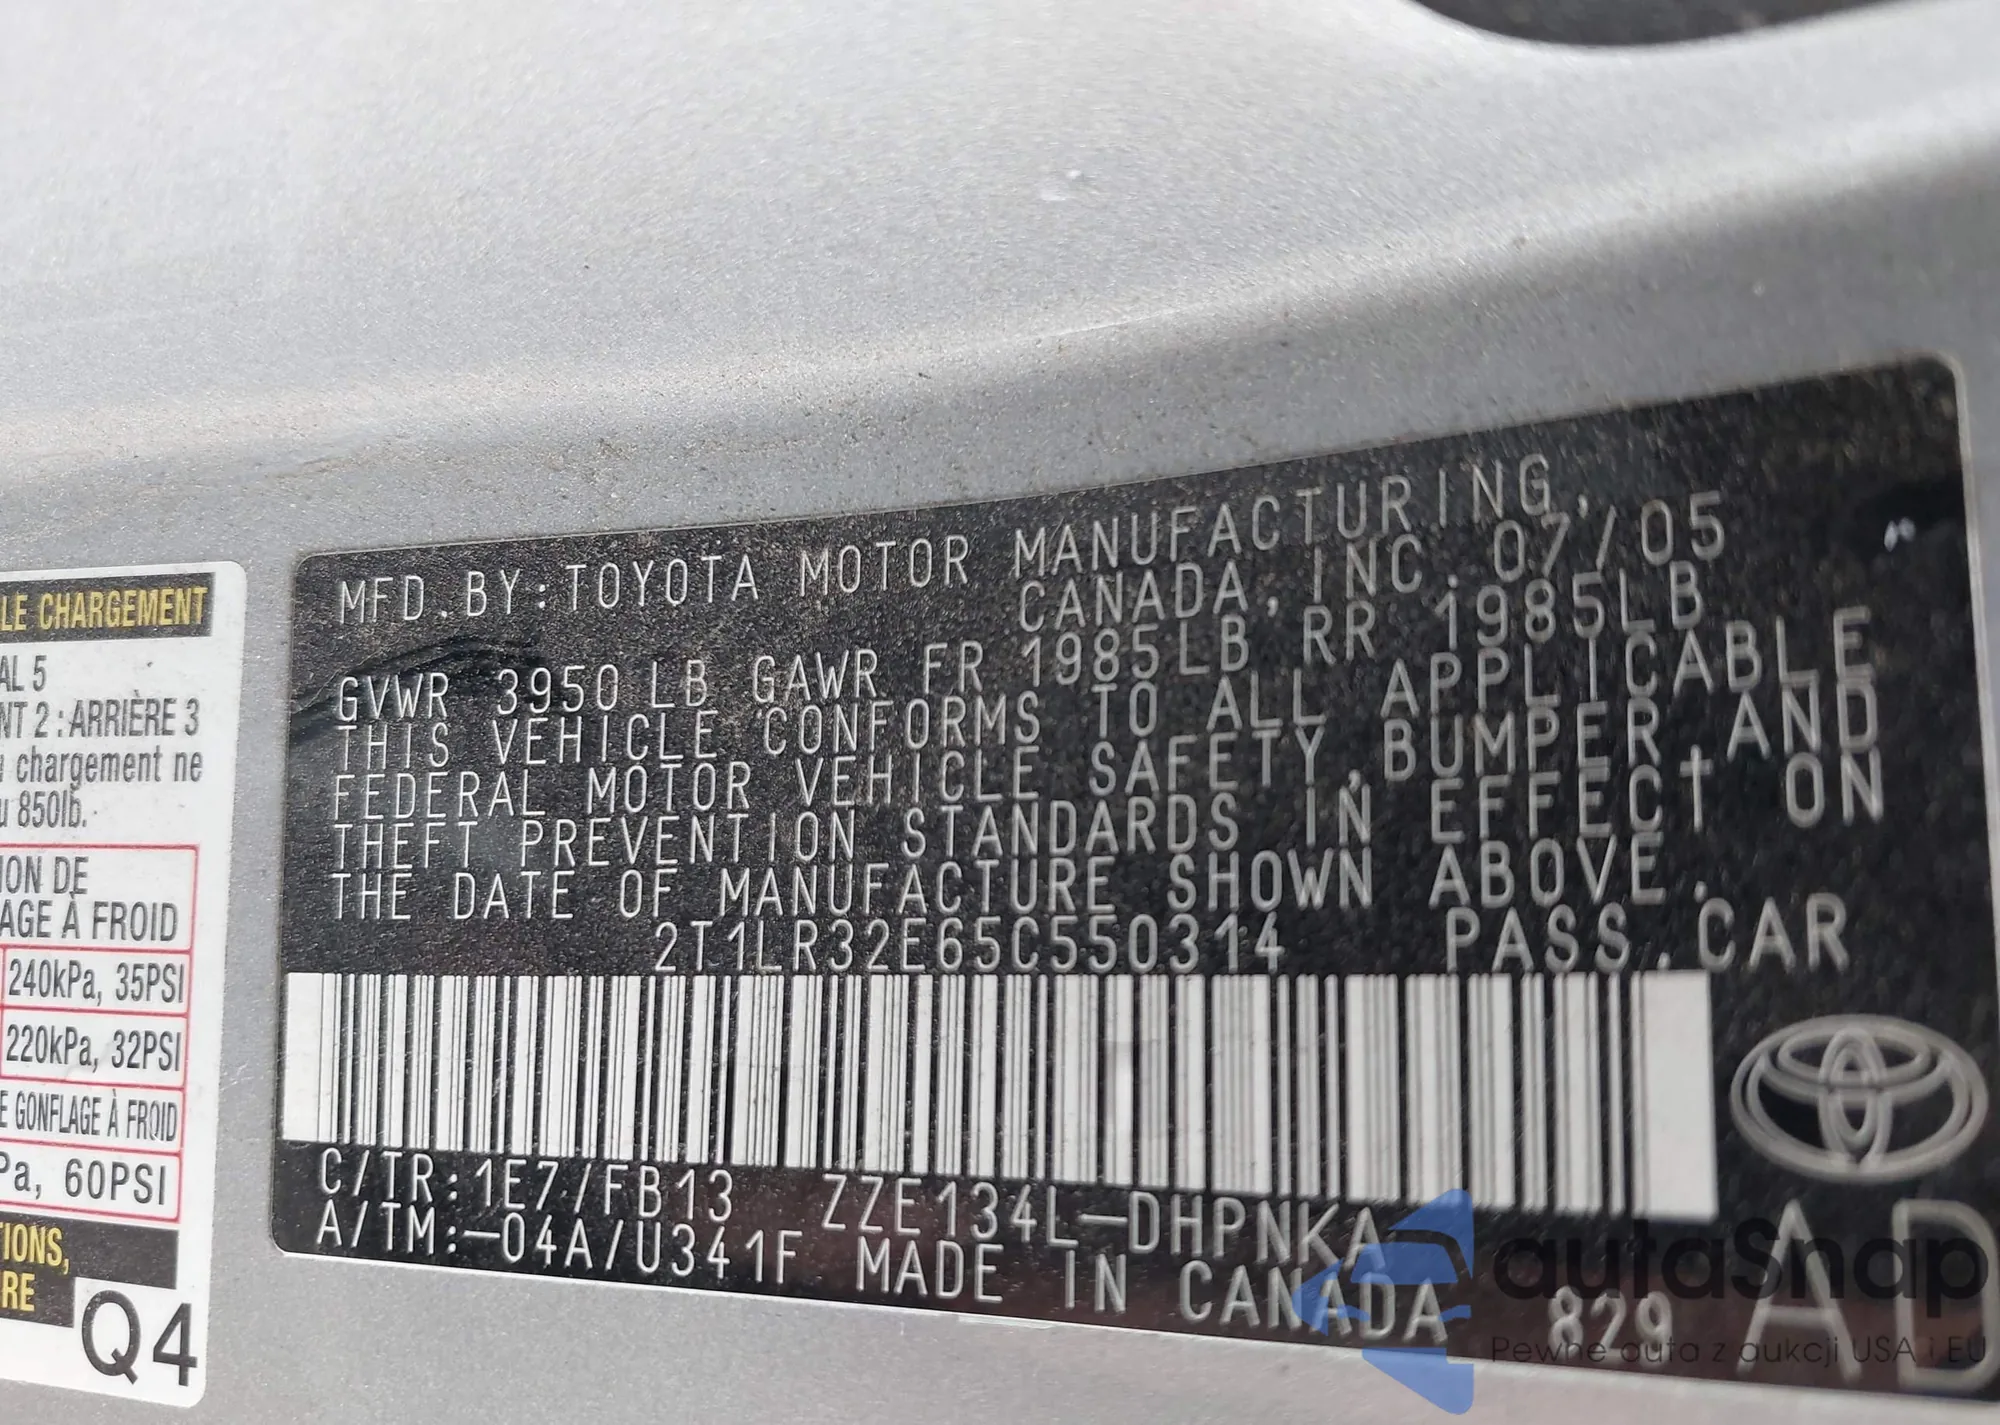 LE CHARGEMENT
AL 5
NT 2 : ARRIÈRE 3
chargement ne
u 850lb.
ION DE
AGE À FROID
240kPa, 35PSI
220kPa, 32PSI
E GONFLAGE À FROID
Pa, 60PSI
IONS,
RE
Q4
MFD.BY:TOYOTA MOTOR MANUFACTURING,
CANADA, INC. 07/05
GVWR 3950LB GAWR FR 1985LB RR 1985LB
THIS VEHICLE CONFORMS TO ALL APPLICABLE
FEDERAL MOTOR VEHICLE SAFETY,BUMPER,AND
THEFT PREVENTION STANDARDS IN EFFECT ON
THE DATE OF MANUFACTURE SHOWN ABOVE.
2T1LR32E65C550314 PASS.CAR
C/TR:1E7/FB13 ZZE134L-DHPNKA
A/TM:-04A/U341F MADE IN CANADA 829
AD
autaSnap
Pewne auta z aukcji USA i EU